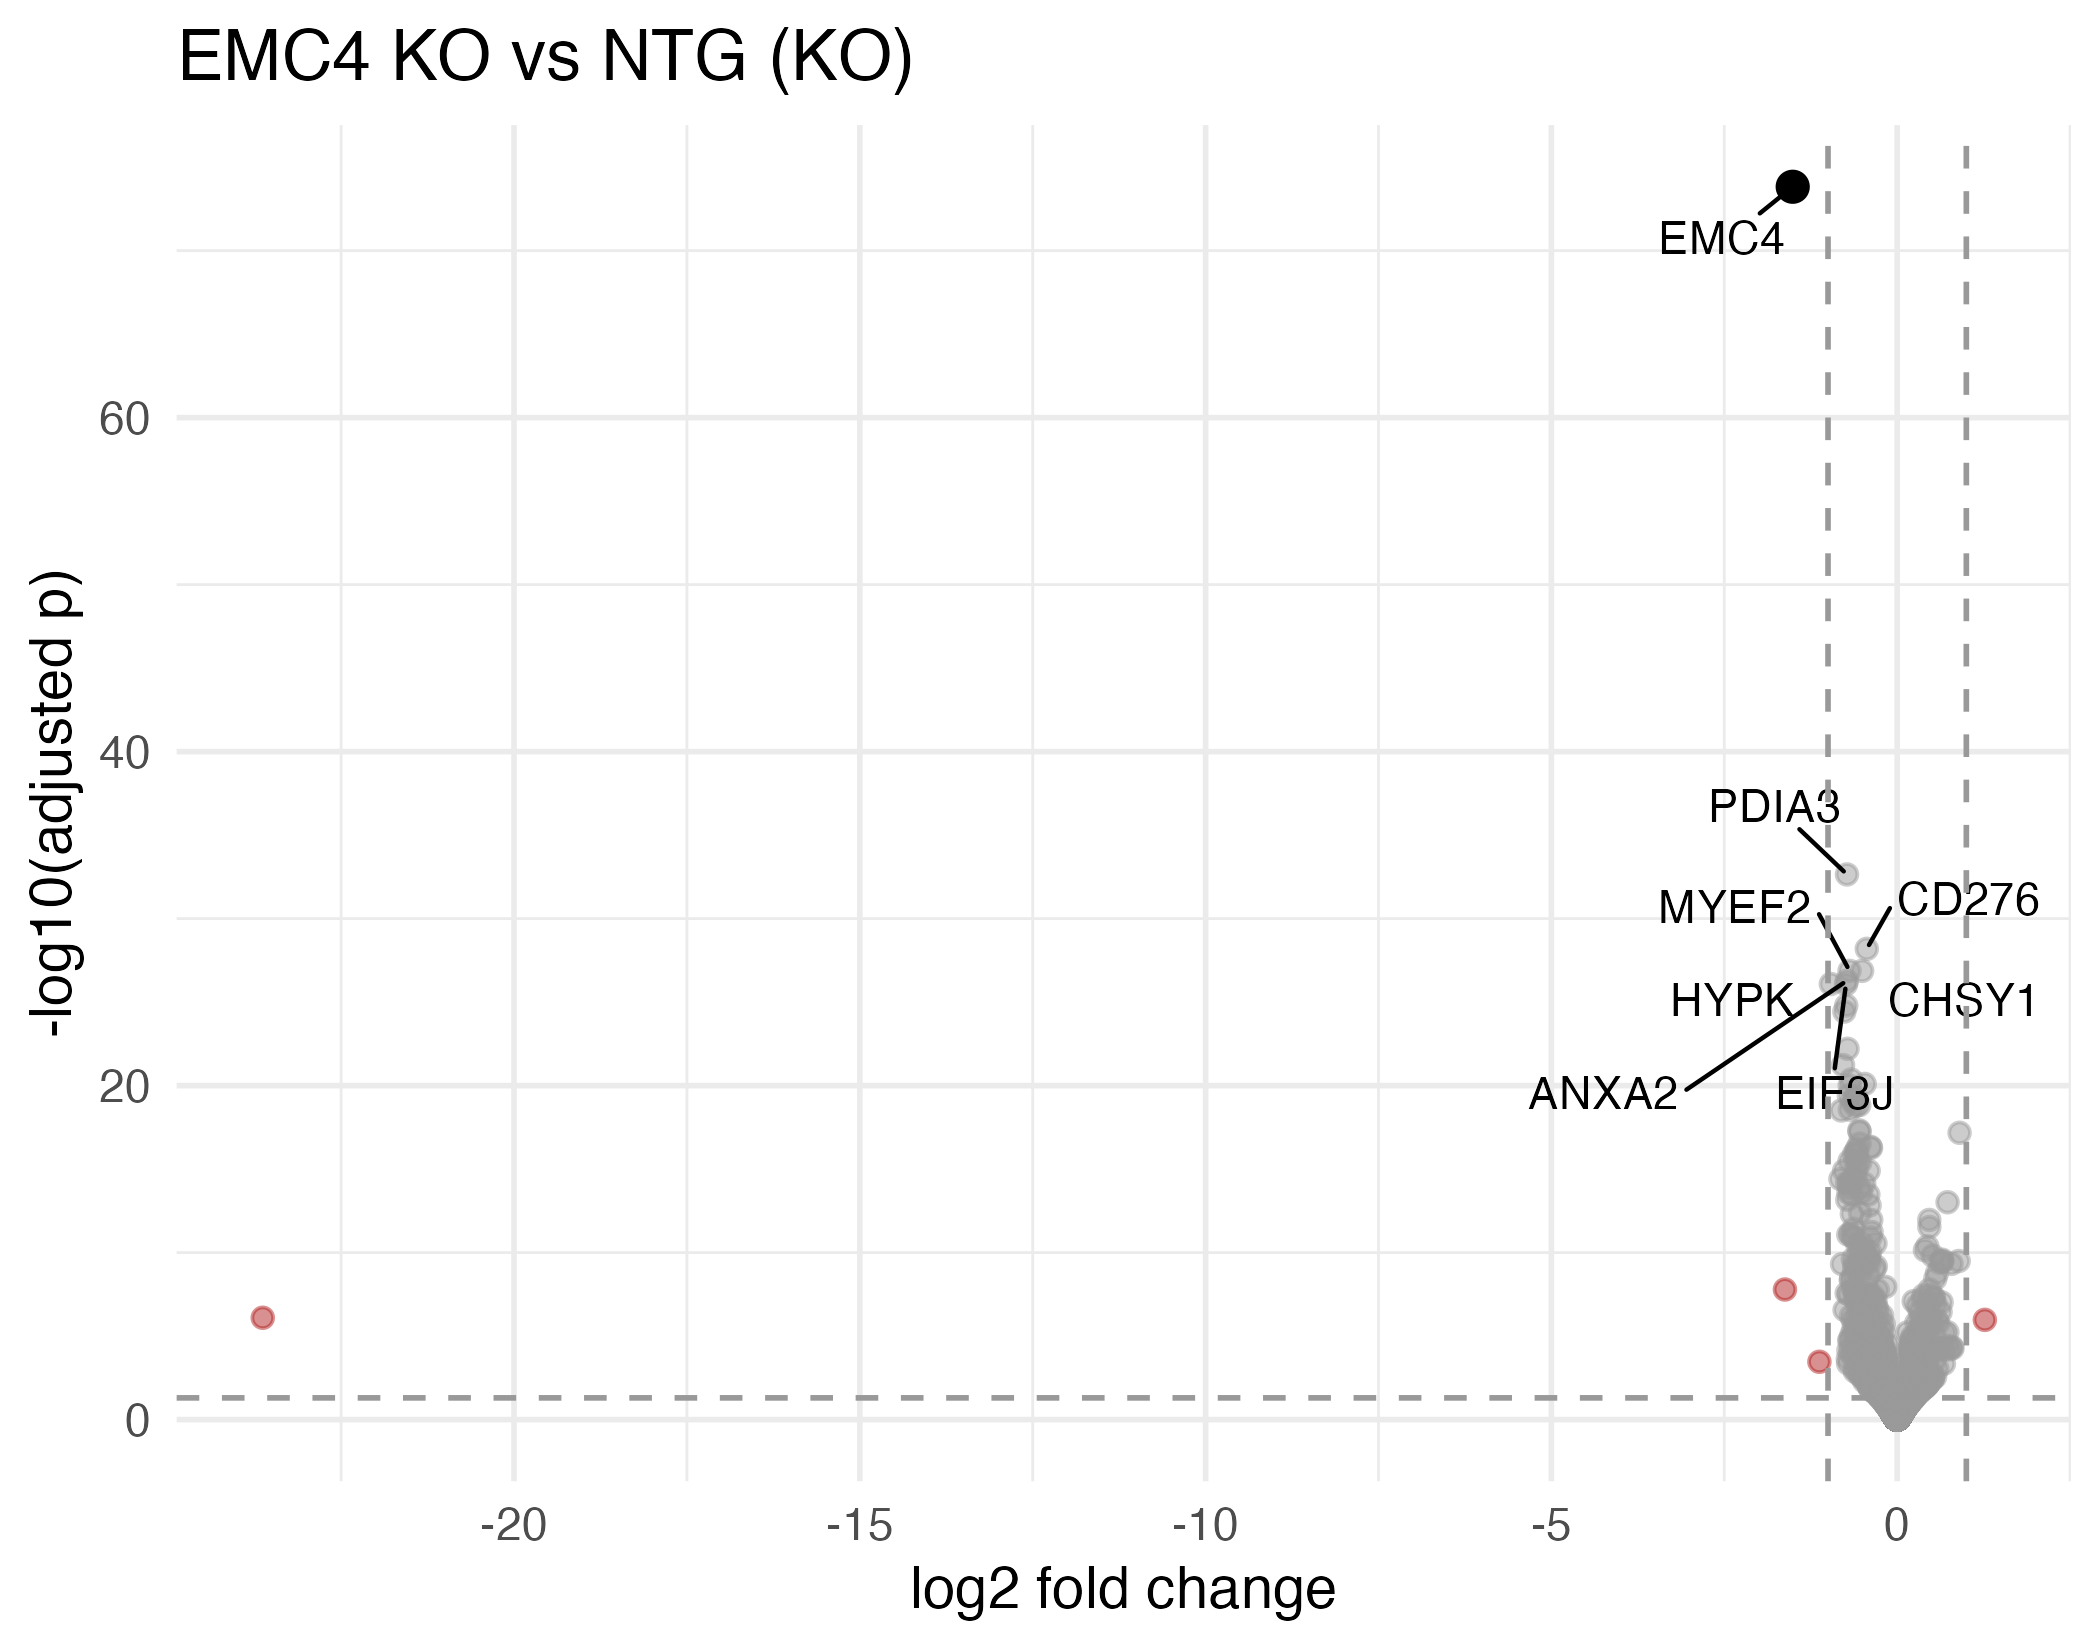 EMC4 KO vs NTG (KO)
-log10(adjusted p)
60
40
20
0
EMC4
PDIA3
MYEF2
CD276
HYPK
CHSY1
ANXA2
EIF3J
-20
-15
-10
-5
0
log2 fold change